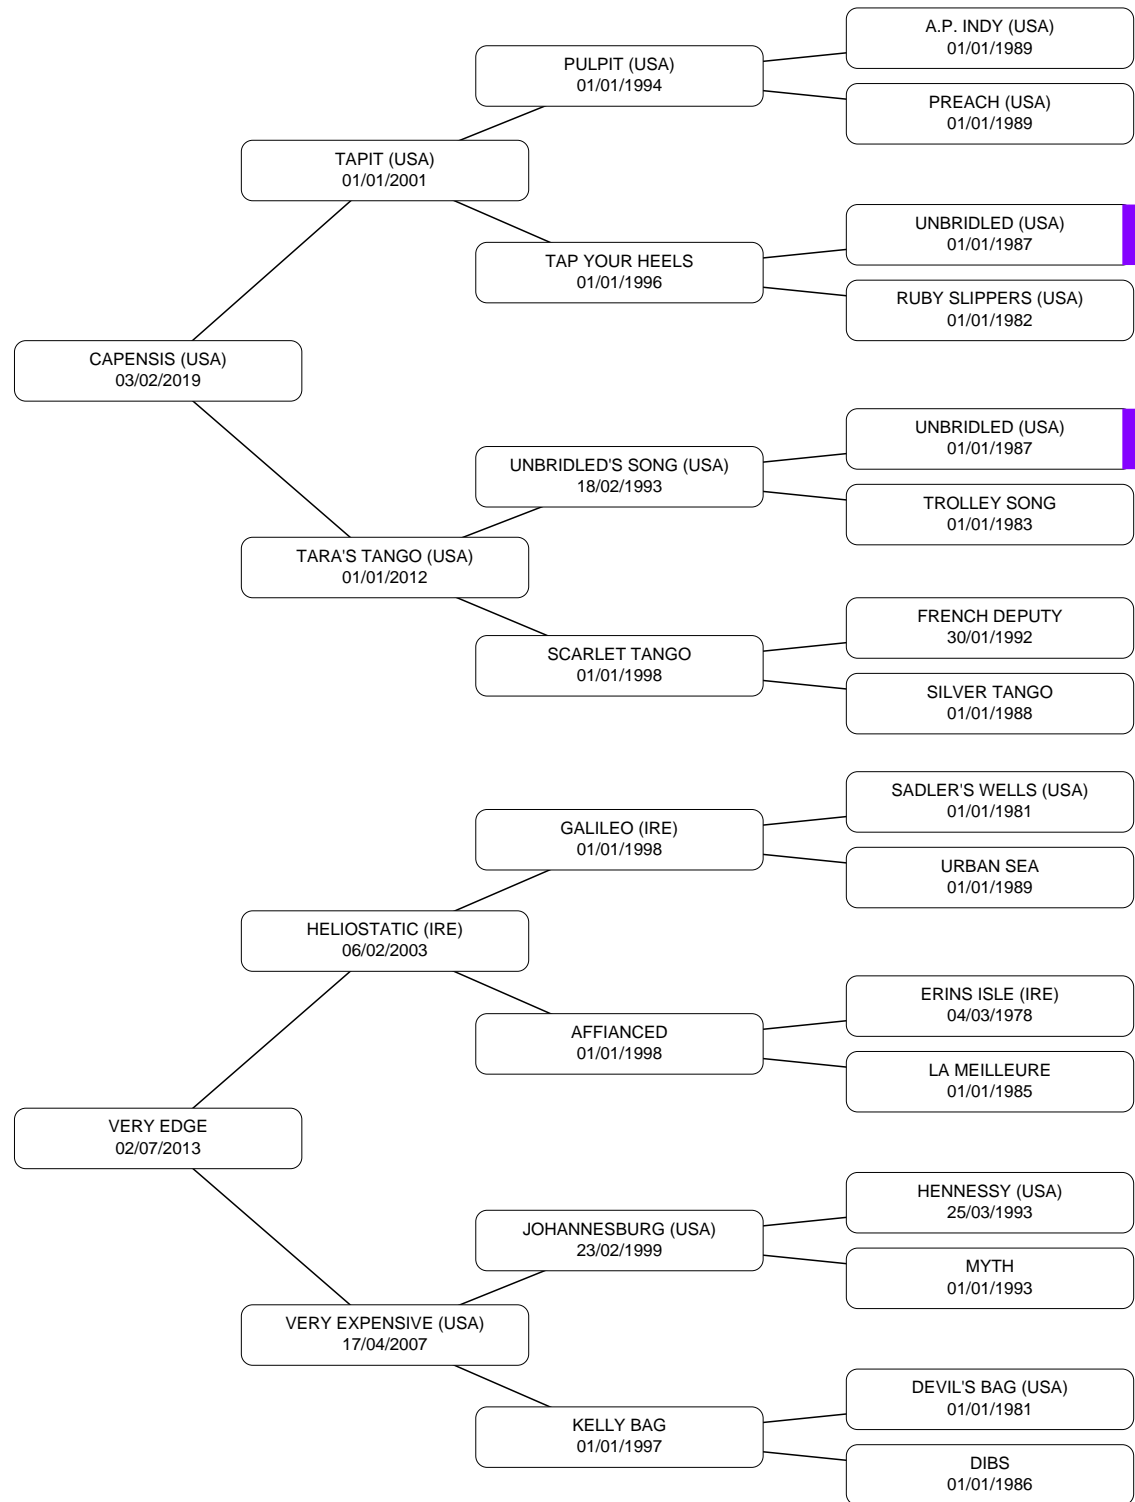 A.P. INDY (USA)
01/01/1989
PULPIT (USA)
01/01/1994
PREACH (USA)
01/01/1989
TAPIT (USA)
01/01/2001
UNBRIDLED (USA)
01/01/1987
TAP YOUR HEELS
01/01/1996
RUBY SLIPPERS (USA)
01/01/1982
CAPENSIS (USA)
03/02/2019
UNBRIDLED (USA)
01/01/1987
UNBRIDLED'S SONG (USA)
18/02/1993
TROLLEY SONG
01/01/1983
TARA'S TANGO (USA)
01/01/2012
FRENCH DEPUTY
30/01/1992
SCARLET TANGO
01/01/1998
SILVER TANGO
01/01/1988
SADLER'S WELLS (USA)
01/01/1981
GALILEO (IRE)
01/01/1998
URBAN SEA
01/01/1989
HELIOSTATIC (IRE)
06/02/2003
ERINS ISLE (IRE)
04/03/1978
AFFIANCED
01/01/1998
LA MEILLEURE
01/01/1985
VERY EDGE
02/07/2013
HENNESSY (USA)
25/03/1993
JOHANNESBURG (USA)
23/02/1999
MYTH
01/01/1993
VERY EXPENSIVE (USA)
17/04/2007
DEVIL'S BAG (USA)
01/01/1981
KELLY BAG
01/01/1997
DIBS
01/01/1986